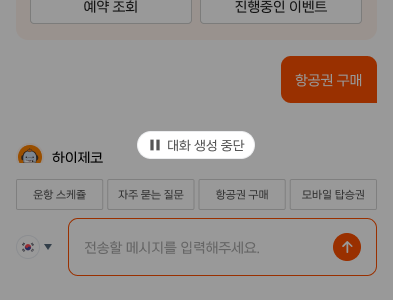 예약 조회
진행중인 이벤트
항공권 구매
대화 생성 중단
하이제코
운항 스케쥴
자주 묻는 질문
항공권 구매
모바일 탑승권
전송할 메시지를 입력해주세요.